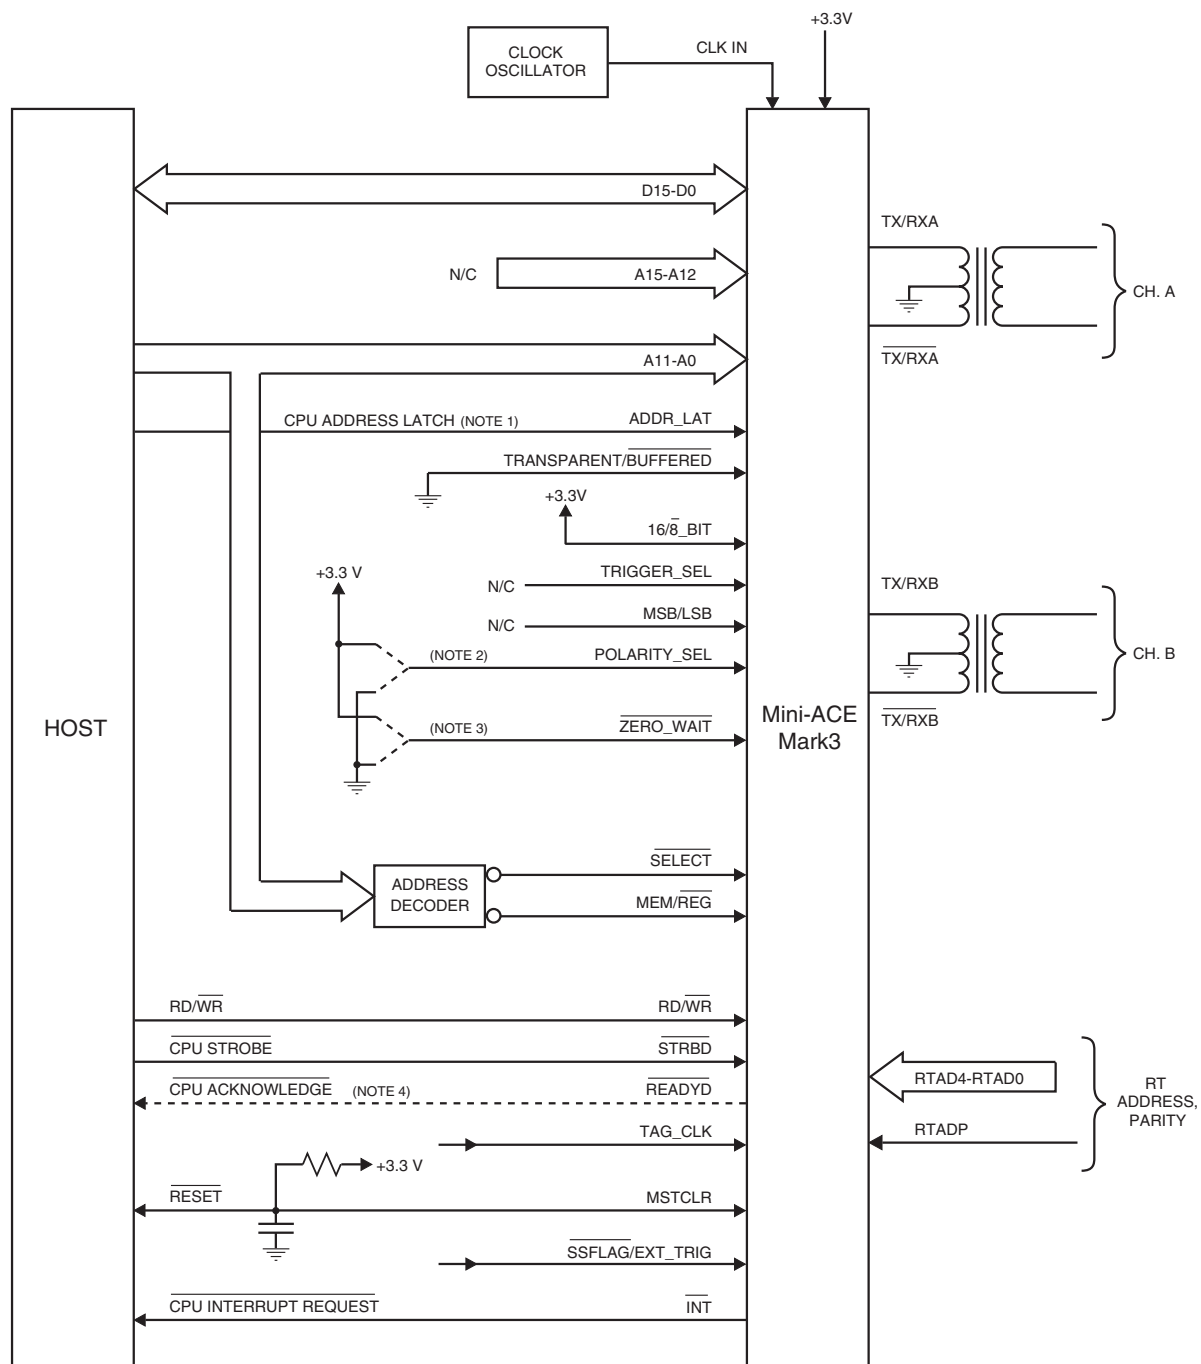 +3.3V
CLOCK
OSCILLATOR
CLK IN
D15-D0
TX/RXA
N/C
A15-A12
CH. A
A11-A0
TX/RXA
CPU ADDRESS LATCH (NOTE 1)
ADDR_LAT
TRANSPARENT/BUFFERED
+3.3V
16/8_BIT
+3.3 V
N/C
TRIGGER_SEL
TX/RXB
N/C
MSB/LSB
(NOTE 2)
POLARITY_SEL
CH. B
HOST
(NOTE 3)
ZERO_WAIT
Mini-ACE
Mark3
TX/RXB
SELECT
ADDRESS
DECODER
MEM/REG
RD/WR
RD/WR
CPU STROBE
STRBD
CPU ACKNOWLEDGE (NOTE 4)
READYD
RTAD4-RTAD0
RT
ADDRESS,
PARITY
TAG_CLK
RTADP
+3.3 V
RESET
MSTCLR
SSFLAG/EXT_TRIG
CPU INTERRUPT REQUEST
INT